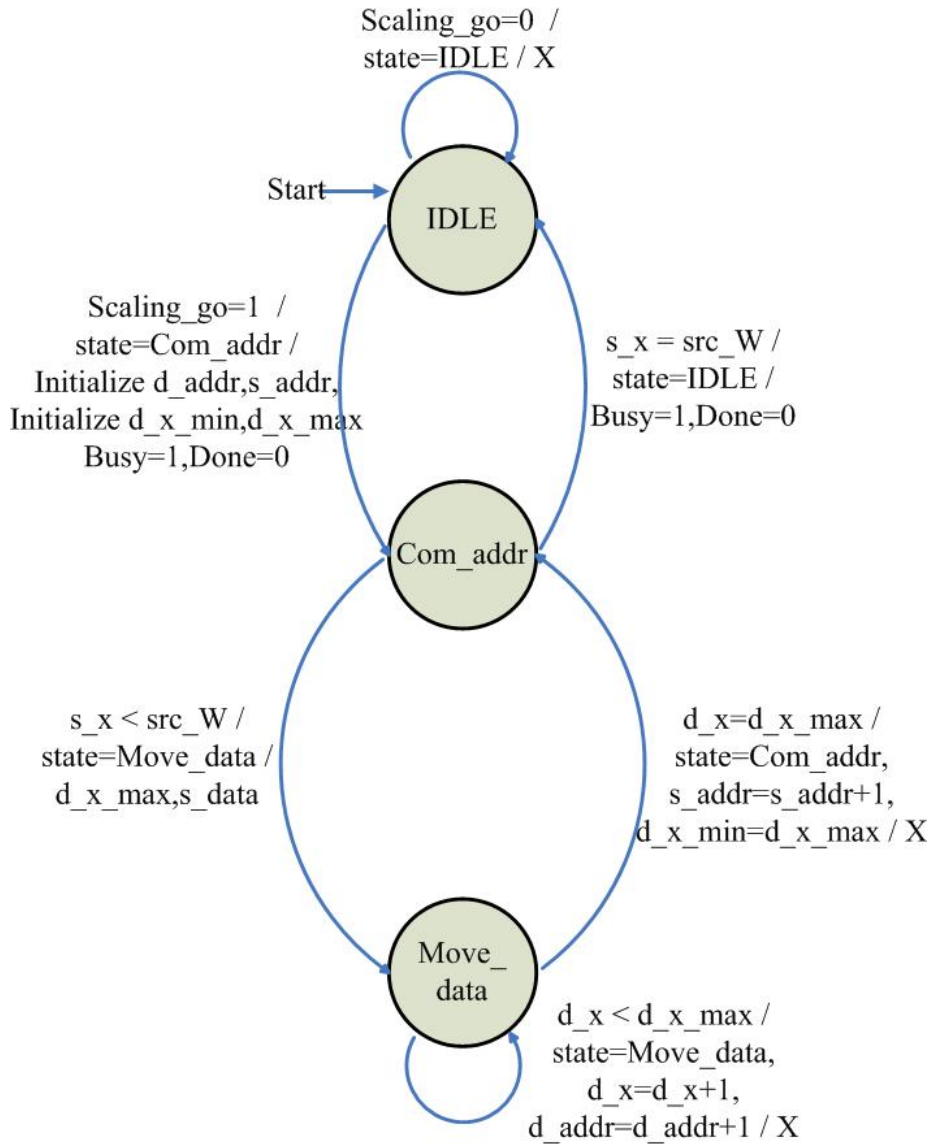 Scaling_go=0 /
state=IDLE / X
Start
IDLE
Scaling_go=1 /
state=Com_addr /
Initialize d_addr,s_addr,
Initialize d_x_min,d_x_max
Busy=1,Done=0
s_x = src_W /
state=IDLE /
Busy=1,Done=0
Com_addr
s_x < src_W /
state=Move_data /
d_x_max,s_data
d_x=d_x_max /
state=Com_addr,
s_addr=s_addr+1,
d_x_min=d_x_max / X
Move_
data
d_x < d_x_max /
state=Move_data,
d_x=d_x+1,
d_addr=d_addr+1 / X